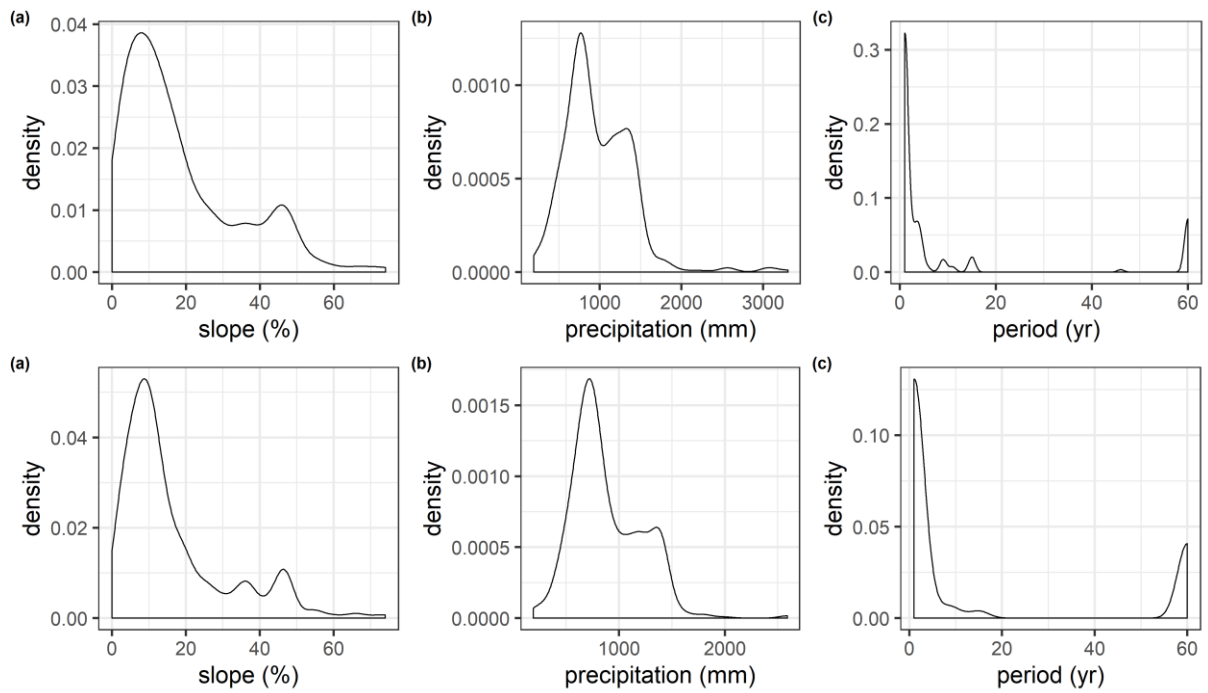 (a)
density
0.04
0.03
0.02
0.01
0.00
0 20 40 60
slope (%)
(b)
density
0.0010
0.0005
0.0000
1000 2000 3000
precipitation (mm)
(c)
density
0.3
0.2
0.1
0.0
0 20 40 60
period (yr)
(a)
density
0.04
0.02
0.00
0 20 40 60
slope (%)
(b)
density
0.0015
0.0010
0.0005
0.0000
1000 2000
precipitation (mm)
(c)
density
0.10
0.05
0.00
0 20 40 60
period (yr)